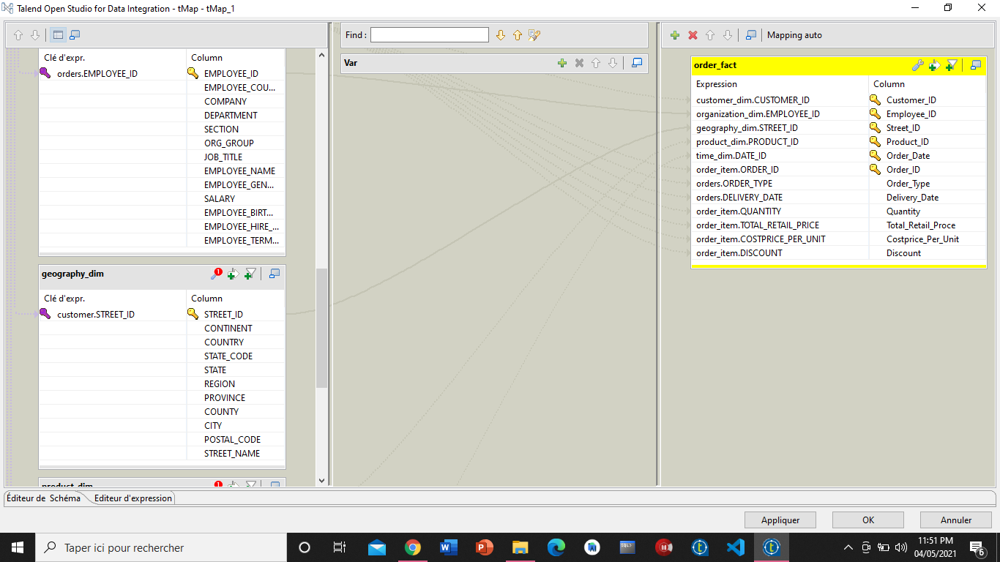 Talend Open Studio for Data Integration - tMap - tMap_1
Clé d'expr. Column
orders.EMPLOYEE_ID EMPLOYEE_ID
EMPLOYEE_COU...
COMPANY
DEPARTMENT
SECTION
ORG_GROUP
JOB_TITLE
EMPLOYEE_NAME
EMPLOYEE_GEN...
SALARY
EMPLOYEE_BIRT...
EMPLOYEE_HIRE_...
EMPLOYEE_TERM...
geography_dim
Clé d'expr. Column
customer.STREET_ID STREET_ID
CONTINENT
COUNTRY
STATE_CODE
STATE
REGION
PROVINCE
COUNTY
CITY
POSTAL_CODE
STREET_NAME
product_dim
Find :
Var
Mapping auto
order_fact
Expression Column
customer_dim.CUSTOMER_ID Customer_ID
organization_dim.EMPLOYEE_ID Employee_ID
geography_dim.STREET_ID Street_ID
product_dim.PRODUCT_ID Product_ID
time_dim.DATE_ID Order_Date
order_item.ORDER_ID Order_ID
orders.ORDER_TYPE Order_Type
orders.DELIVERY_DATE Delivery_Date
order_item.QUANTITY Quantity
order_item.TOTAL_RETAIL_PRICE Total_Retail_Proce
order_item.COSTPRICE_PER_UNIT Costprice_Per_Unit
order_item.DISCOUNT Discount
Éditeur de Schéma Editeur d'expression
Appliquer OK Annuler
Taper ici pour rechercher
11:51 PM
04/05/2021
6